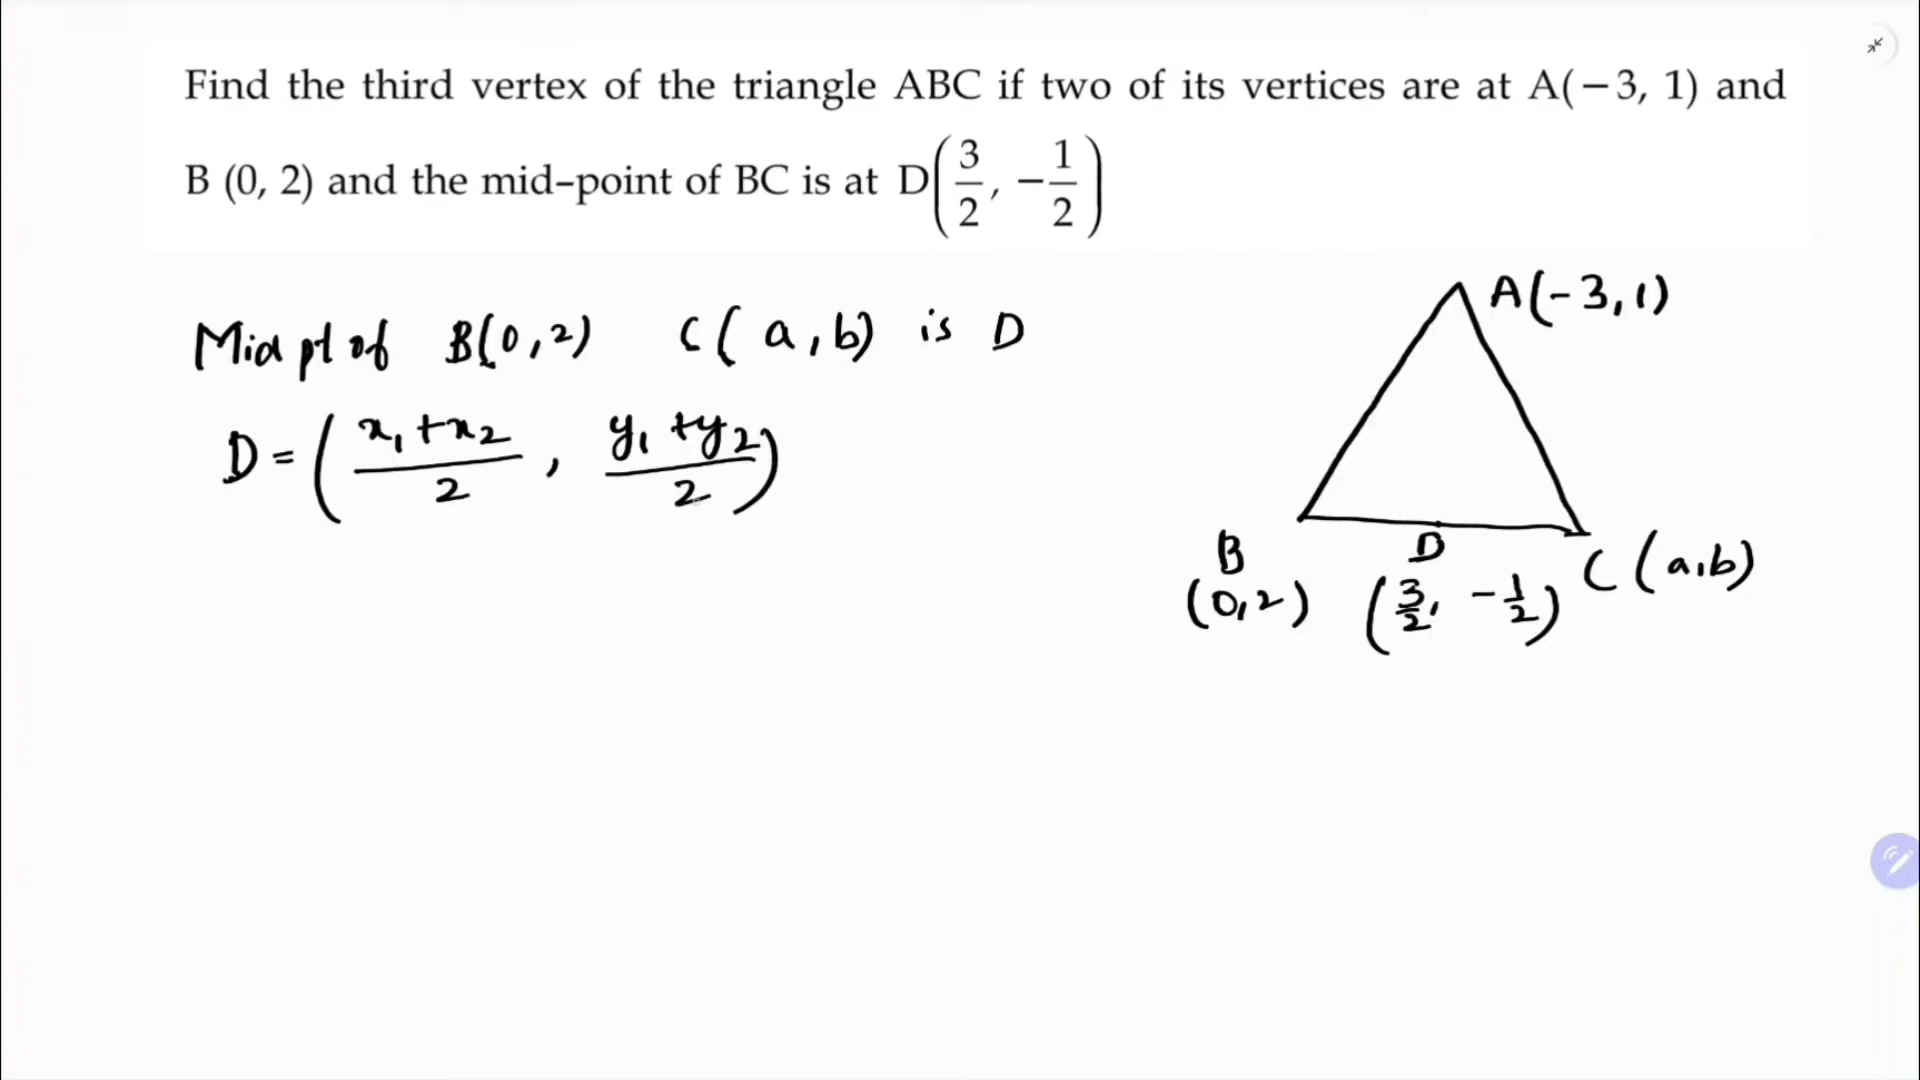 Find the third vertex of the triangle ABC if two of its vertices are at A(−3, 1) and
B (0, 2) and the mid–point of BC is at D(3/2, −1/2)
Mid pt of B(0,2) C(a,b) is D
D = (x₁+x₂/2, y₁+y₂/2)
A(-3,1)
B
(0,2)
D
(3/2, -1/2)
C(a,b)